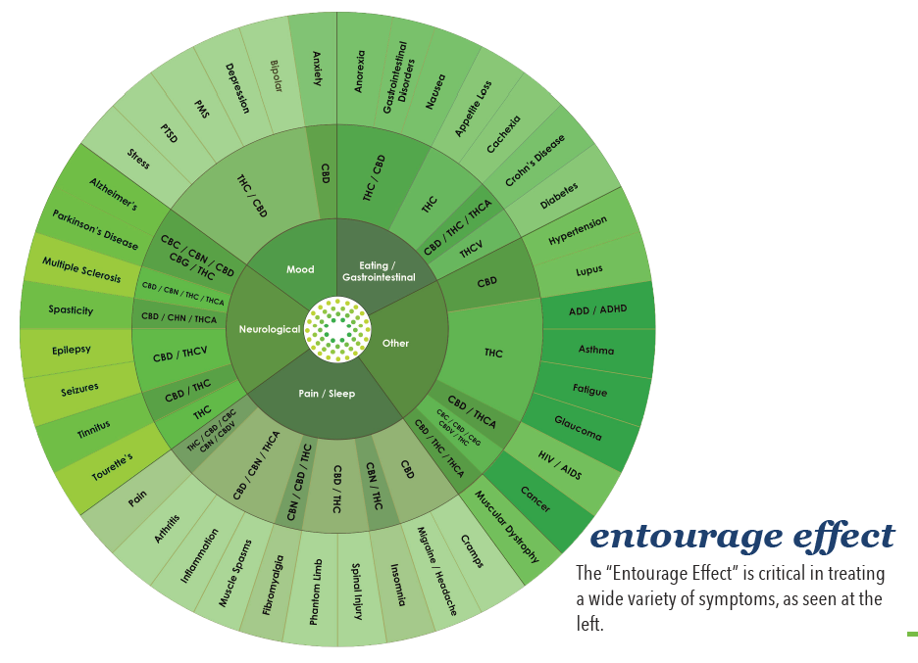 Anxiety
Anorexia
Gastrointestinal
Disorders
Nausea
Appetite Loss
Cachexia
Crohn's Disease
Diabetes
Hypertension
Lupus
ADD / ADHD
Asthma
Fatigue
Glaucoma
HIV / AIDS
Cancer
Muscular Dystrophy
Cramps
Migraine / Headache
Insomnia
Spinal Injury
Phantom Limb
Fibromyalgia
Muscle Spasms
Inflammation
Arthritis
Pain
Tourette's
Tinnitus
Seizures
Epilepsy
Spasticity
Multiple Sclerosis
Parkinson's Disease
Alzheimer's
Stress
PTSD
PMS
Depression
Bipolar
CBD
THC / CBD
THC
CBD / THC / THCA
THCV
CBD
THC
CBD / THCA
CBC / CBD / CBG
CBDV / THC
CBD / THC / THCA
CBD
CBN / THC
CBD / THC
CBN / CBD / THC
CBD / CBN / THCA
THC / CBD / CBC
CBN / CBDV
THC
CBD / THC
CBD / THCV
CBD / CHN / THCA
CBD / CBN / THC / THCA
CBC / CBN / CBD
CBG / THC
THC / CBD
Mood
Eating /
Gastrointestinal
Other
Pain / Sleep
Neurological
entourage effect
The “Entourage Effect” is critical in treating
a wide variety of symptoms, as seen at the
left.